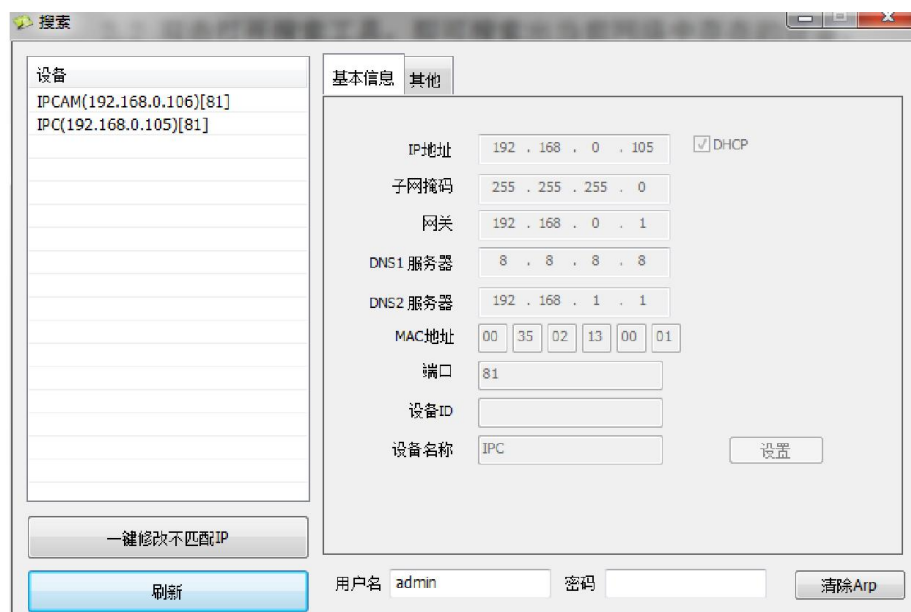 搜索
设备
IPCAM(192.168.0.106)[81]
IPC(192.168.0.105)[81]
一键修改不匹配IP
刷新
基本信息 其他
IP地址 192 . 168 . 0 . 105 DHCP
子网掩码 255 . 255 . 255 . 0
网关 192 . 168 . 0 . 1
DNS1 服务器 8 . 8 . 8 . 8
DNS2 服务器 192 . 168 . 1 . 1
MAC地址 00 35 02 13 00 01
端口 81
设备ID
设备名称 IPC
设置
用户名 admin 密码 清除Arp